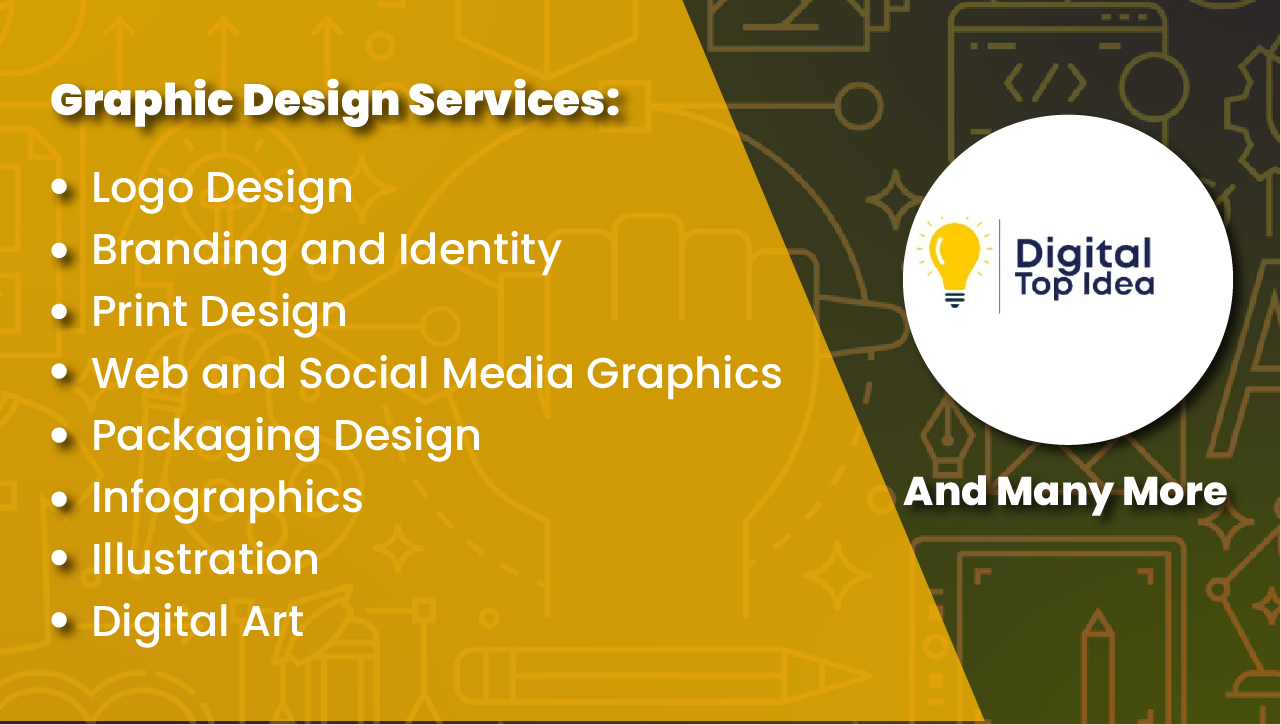 Graphic Design Services:
• Logo Design
• Branding and Identity
• Print Design
• Web and Social Media Graphics
• Packaging Design
• Infographics
• Illustration
• Digital Art
Digital
Top Idea
And Many More